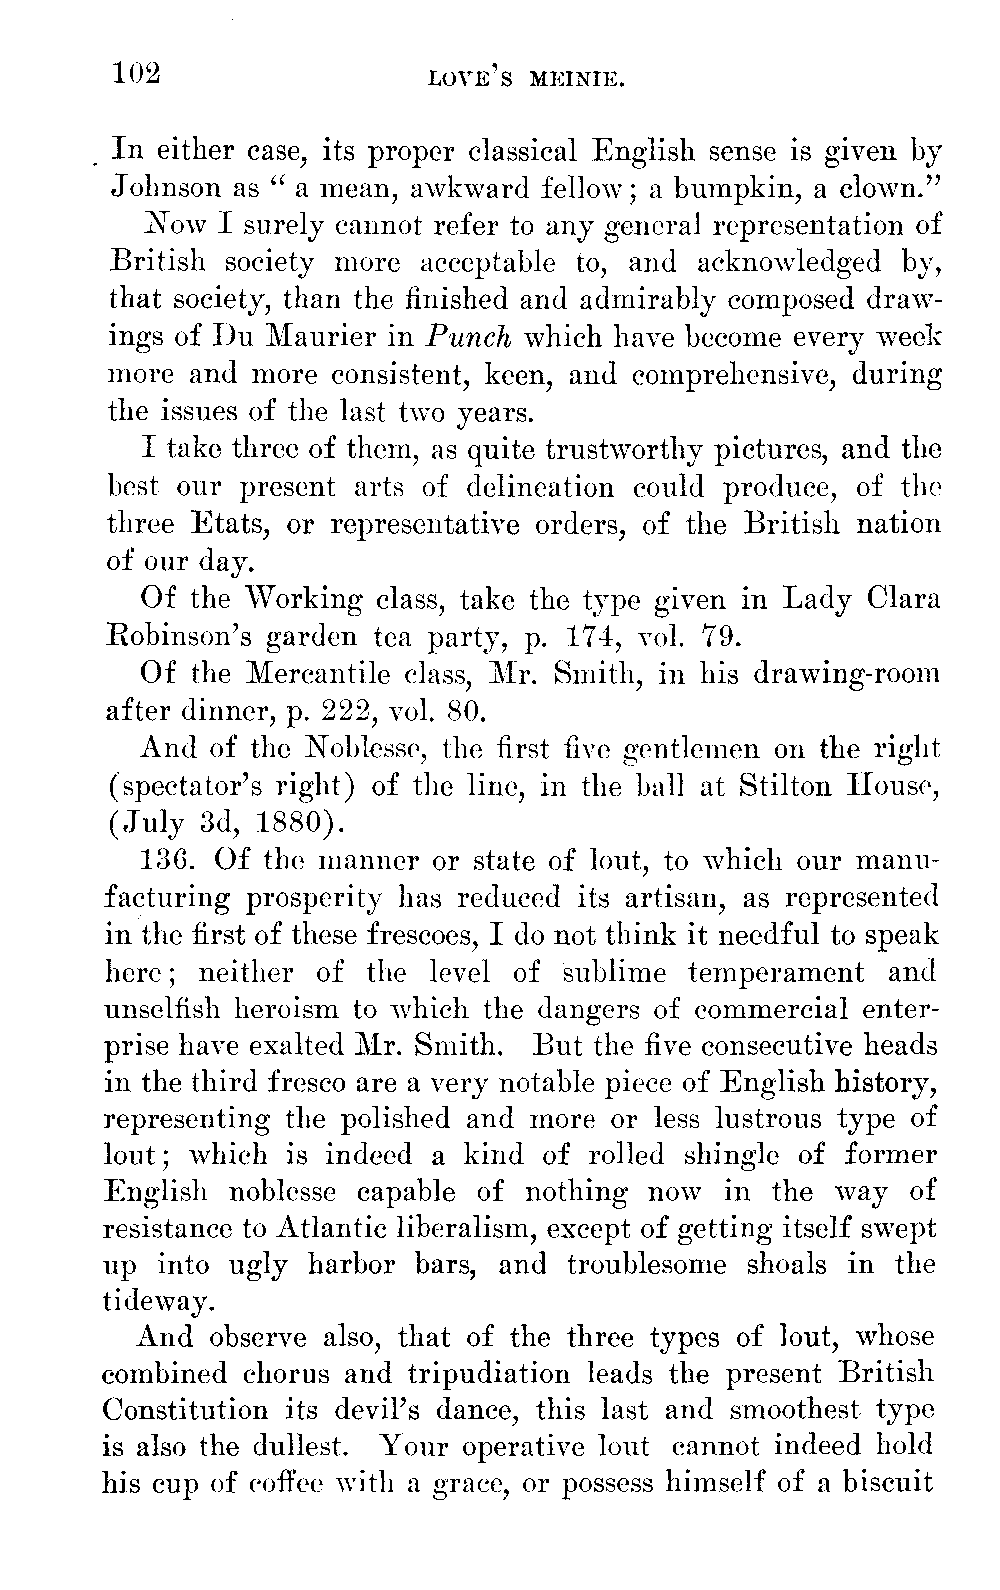 102 LOVE'S MEINIE.
In either case, its proper classical English sense is given by
Johnson as “ a mean, awkward fellow ; a bumpkin, a clown.”
Now I surely cannot refer to any general representation of
British society more acceptable to, and acknowledged by,
that society, than the finished and admirably composed draw-
ings of Du Maurier in Punch which have become every week
more and more consistent, keen, and comprehensive, during
the issues of the last two years.
I take three of them, as quite trustworthy pictures, and the
best our present arts of delineation could produce, of the
three Etats, or representative orders, of the British nation
of our day.
Of the Working class, take the type given in Lady Clara
Robinson's garden tea party, p. 174, vol. 79.
Of the Mercantile class, Mr. Smith, in his drawing-room
after dinner, p. 222, vol. 80.
And of the Noblesse, the first five gentlemen on the right
(spectator's right) of the line, in the ball at Stilton House,
(July 3d, 1880).
136. Of the manner or state of lout, to which our manu-
facturing prosperity has reduced its artisan, as represented
in the first of these frescoes, I do not think it needful to speak
here ; neither of the level of sublime temperament and
unselfish heroism to which the dangers of commercial enter-
prise have exalted Mr. Smith. But the five consecutive heads
in the third fresco are a very notable piece of English history,
representing the polished and more or less lustrous type of
lout ; which is indeed a kind of rolled shingle of former
English noblesse capable of nothing now in the way of
resistance to Atlantic liberalism, except of getting itself swept
up into ugly harbor bars, and troublesome shoals in the
tideway.
And observe also, that of the three types of lout, whose
combined chorus and tripudiation leads the present British
Constitution its devil's dance, this last and smoothest type
is also the dullest. Your operative lout cannot indeed hold
his cup of coffee with a grace, or possess himself of a biscuit